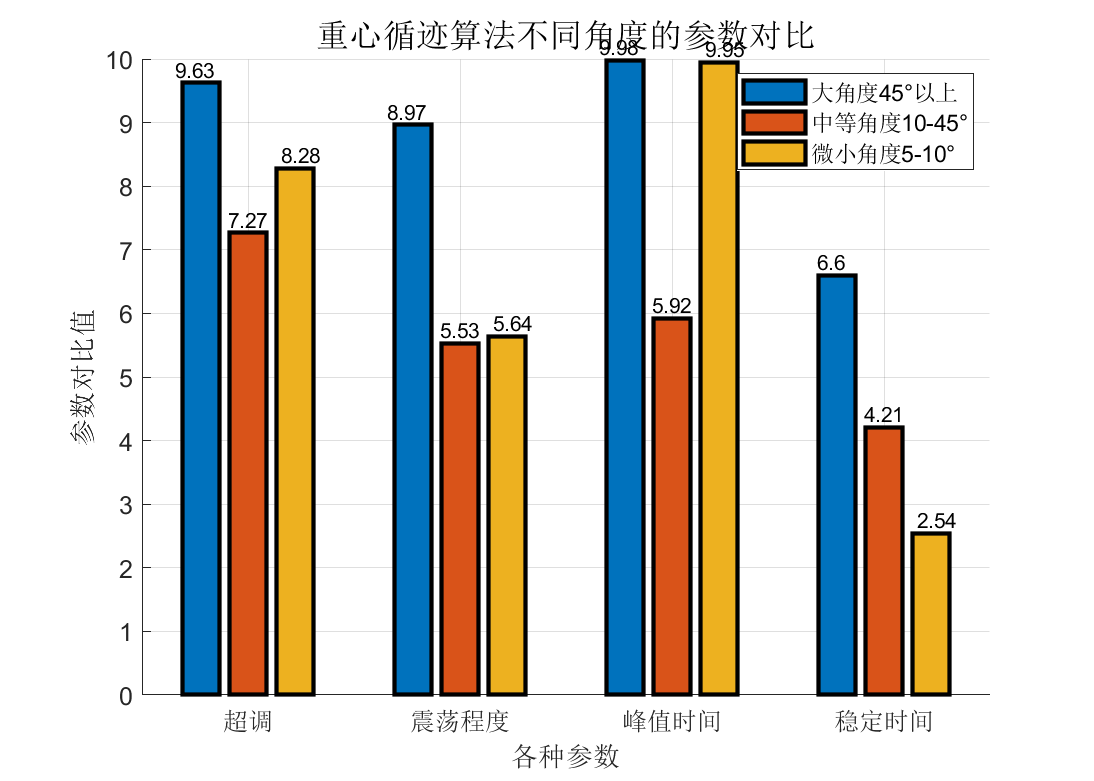 重心循迹算法不同角度的参数对比
9.98
9.95
10
9
8
7
6
5
4
3
2
1
0
参数对比值
9.63
7.27
8.28
8.97
5.53
5.64
5.92
6.6
4.21
2.54
大角度45°以上
中等角度10-45°
微小角度5-10°
超调
震荡程度
峰值时间
稳定时间
各种参数